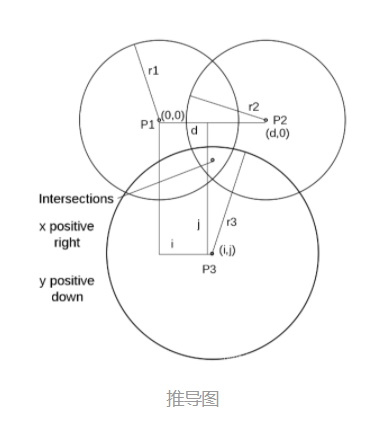 r1
r2
P1
(0,0)
P2
d
(d,0)
Intersections
x positive
right
j
r3
i
(i,j)
P3
y positive
down
推导图